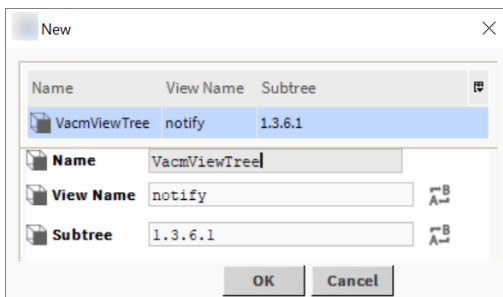 New
Name View Name Subtree
VacmViewTree notify 1.3.6.1
Name VacmViewTree
View Name notify
Subtree 1.3.6.1
OK Cancel